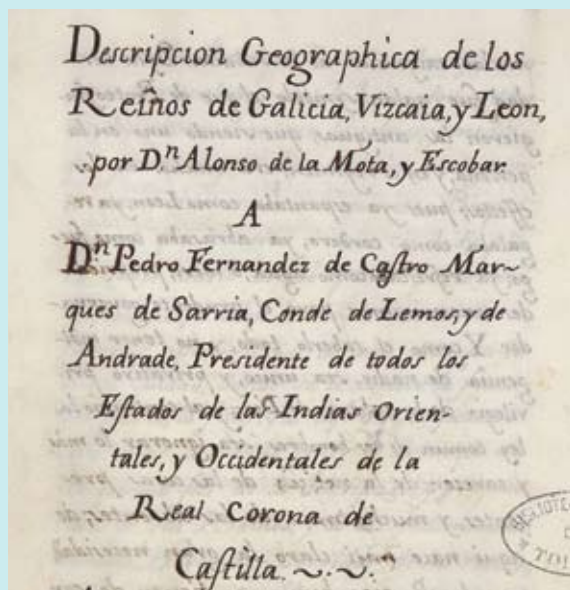 Descripcion Geographica de los
Reinos de Galicia, Vizcaia, y Leon,
por Dⁿ Alonso de la Mota, y Escobar.
A
Dⁿ Pedro Fernandez de Caſtro Mar~
ques de Sarria, Conde de Lemos, y de
Andrade, Presidente de todos los
Eſtados de las Indias Orien-
tales, y Occidentales de la
Real Corona de
Caſtilla. ~.~.